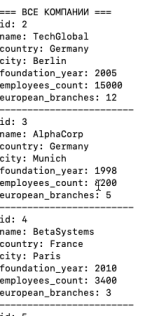 === ВСЕ КОМПАНИИ ===
id: 2
name: TechGlobal
country: Germany
city: Berlin
foundation_year: 2005
employees_count: 15000
european_branches: 12
------------------------
id: 3
name: AlphaCorp
country: Germany
city: Munich
foundation_year: 1998
employees_count: 8200
european_branches: 5
------------------------
id: 4
name: BetaSystems
country: France
city: Paris
foundation_year: 2010
employees_count: 3400
european_branches: 3
------------------------
id: 5